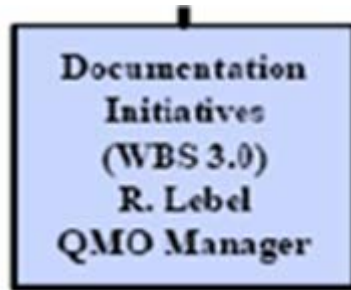 Documentation
Initiatives
(WBS 3.0)
R. Lebel
QMO Manager